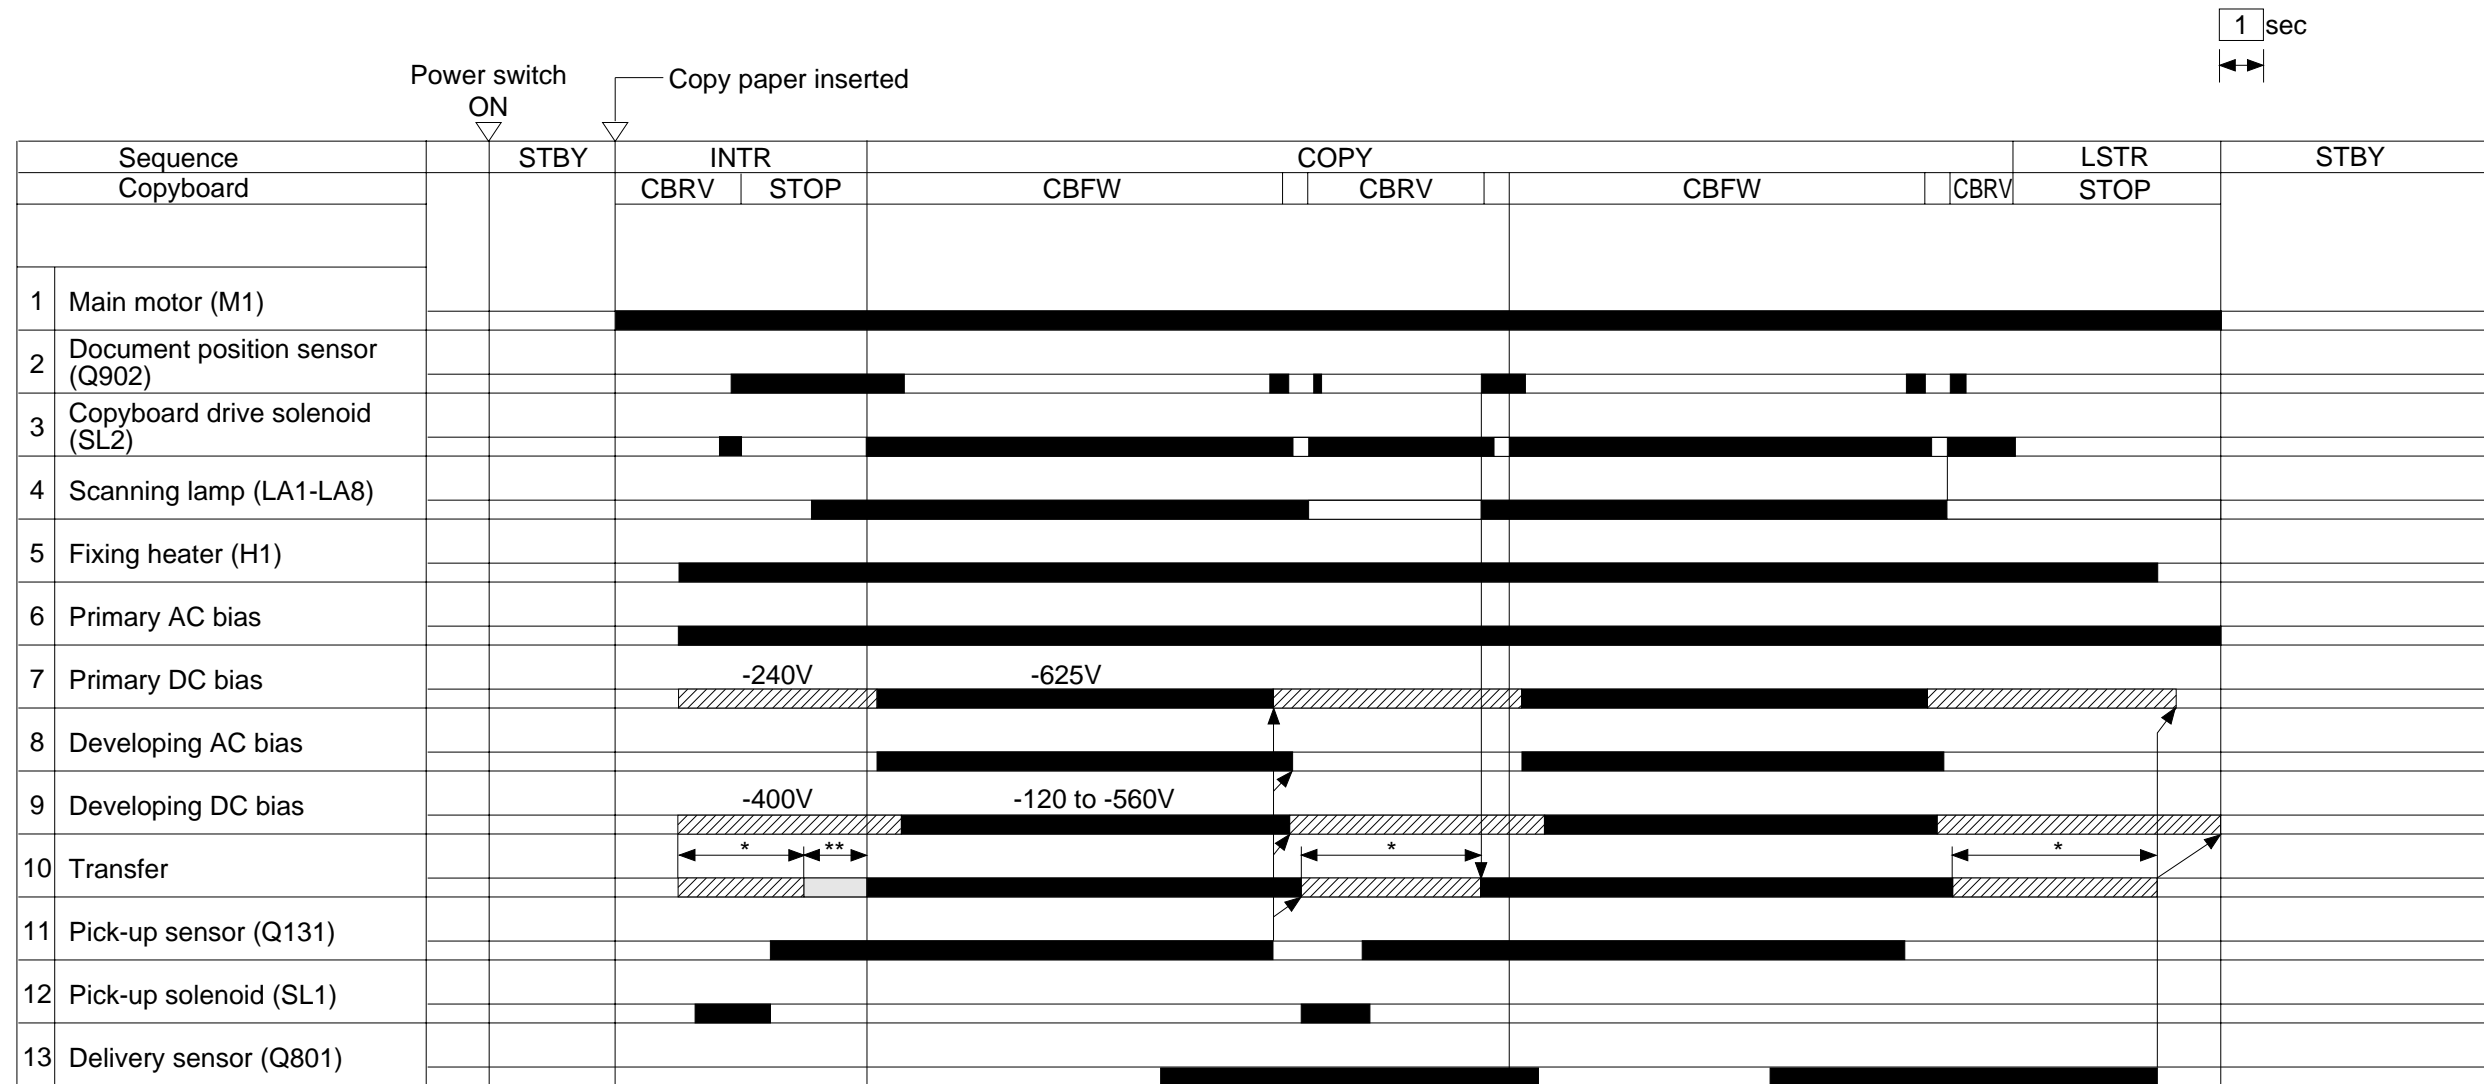 1 sec
Power switch
ON
Copy paper inserted
Sequence STBY INTR COPY LSTR STBY
Copyboard CBRV STOP CBFW CBRV CBFW CBRV STOP
1 Main motor (M1)
2 Document position sensor
(Q902)
3 Copyboard drive solenoid
(SL2)
4 Scanning lamp (LA1-LA8)
5 Fixing heater (H1)
6 Primary AC bias
7 Primary DC bias -240V -625V
8 Developing AC bias
9 Developing DC bias -400V -120 to -560V
* ** * *
10 Transfer
11 Pick-up sensor (Q131)
12 Pick-up solenoid (SL1)
13 Delivery sensor (Q801)